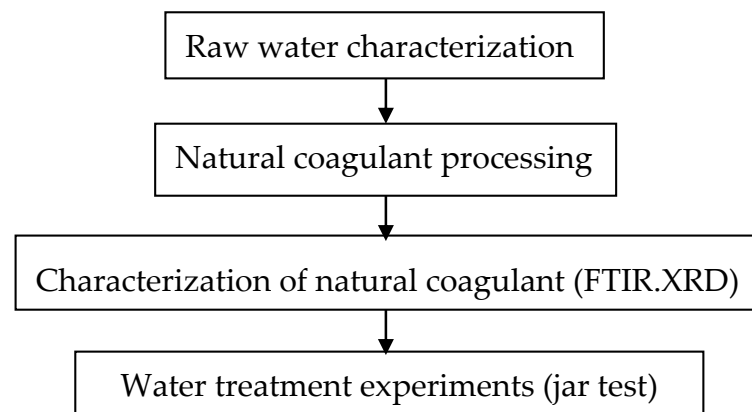 Raw water characterization
Natural coagulant processing
Characterization of natural coagulant (FTIR.XRD)
Water treatment experiments (jar test)